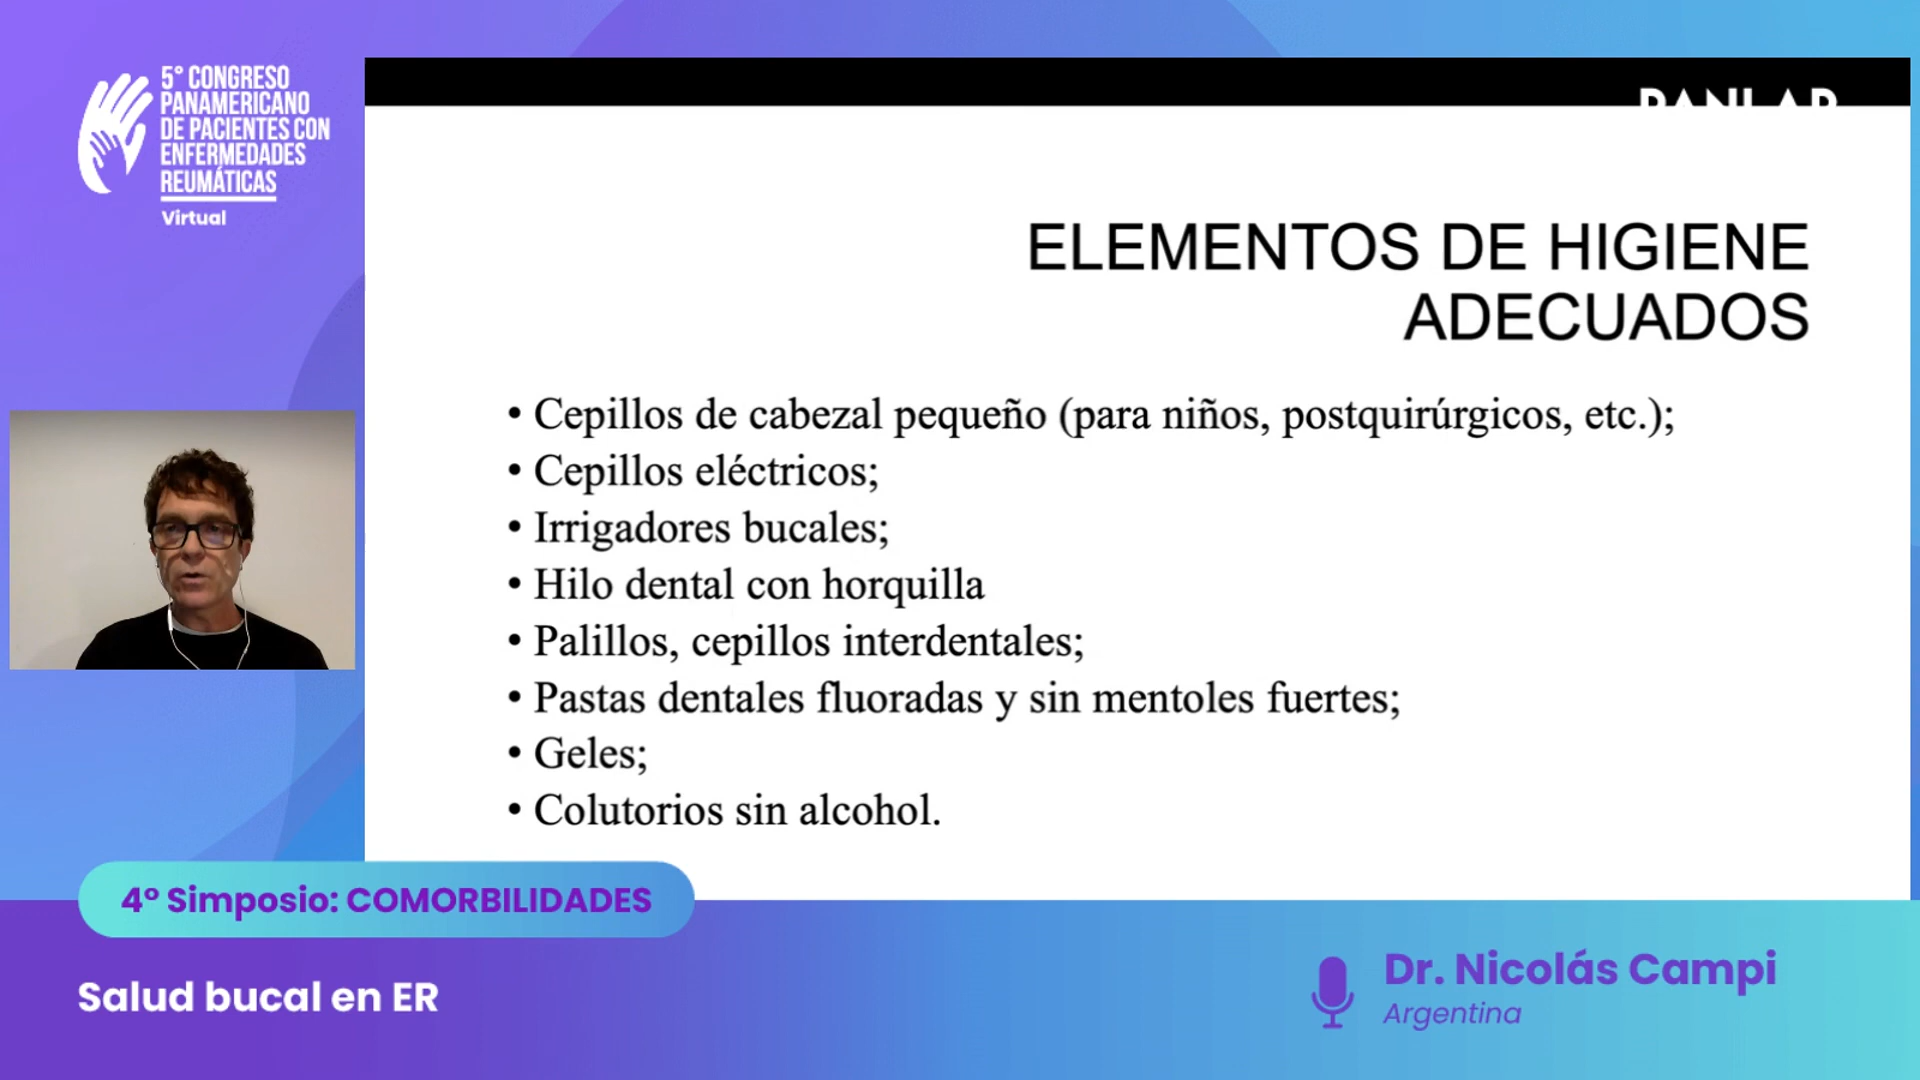 5° CONGRESO
PANAMERICANO
DE PACIENTES CON
ENFERMEDADES
REUMÁTICAS
Virtual
ELEMENTOS DE HIGIENE
ADECUADOS
• Cepillos de cabezal pequeño (para niños, postquirúrgicos, etc.);
• Cepillos eléctricos;
• Irrigadores bucales;
• Hilo dental con horquilla
• Palillos, cepillos interdentales;
• Pastas dentales fluoradas y sin mentoles fuertes;
• Geles;
• Colutorios sin alcohol.
4° Simposio: COMORBILIDADES
Salud bucal en ER
Dr. Nicolás Campi
Argentina